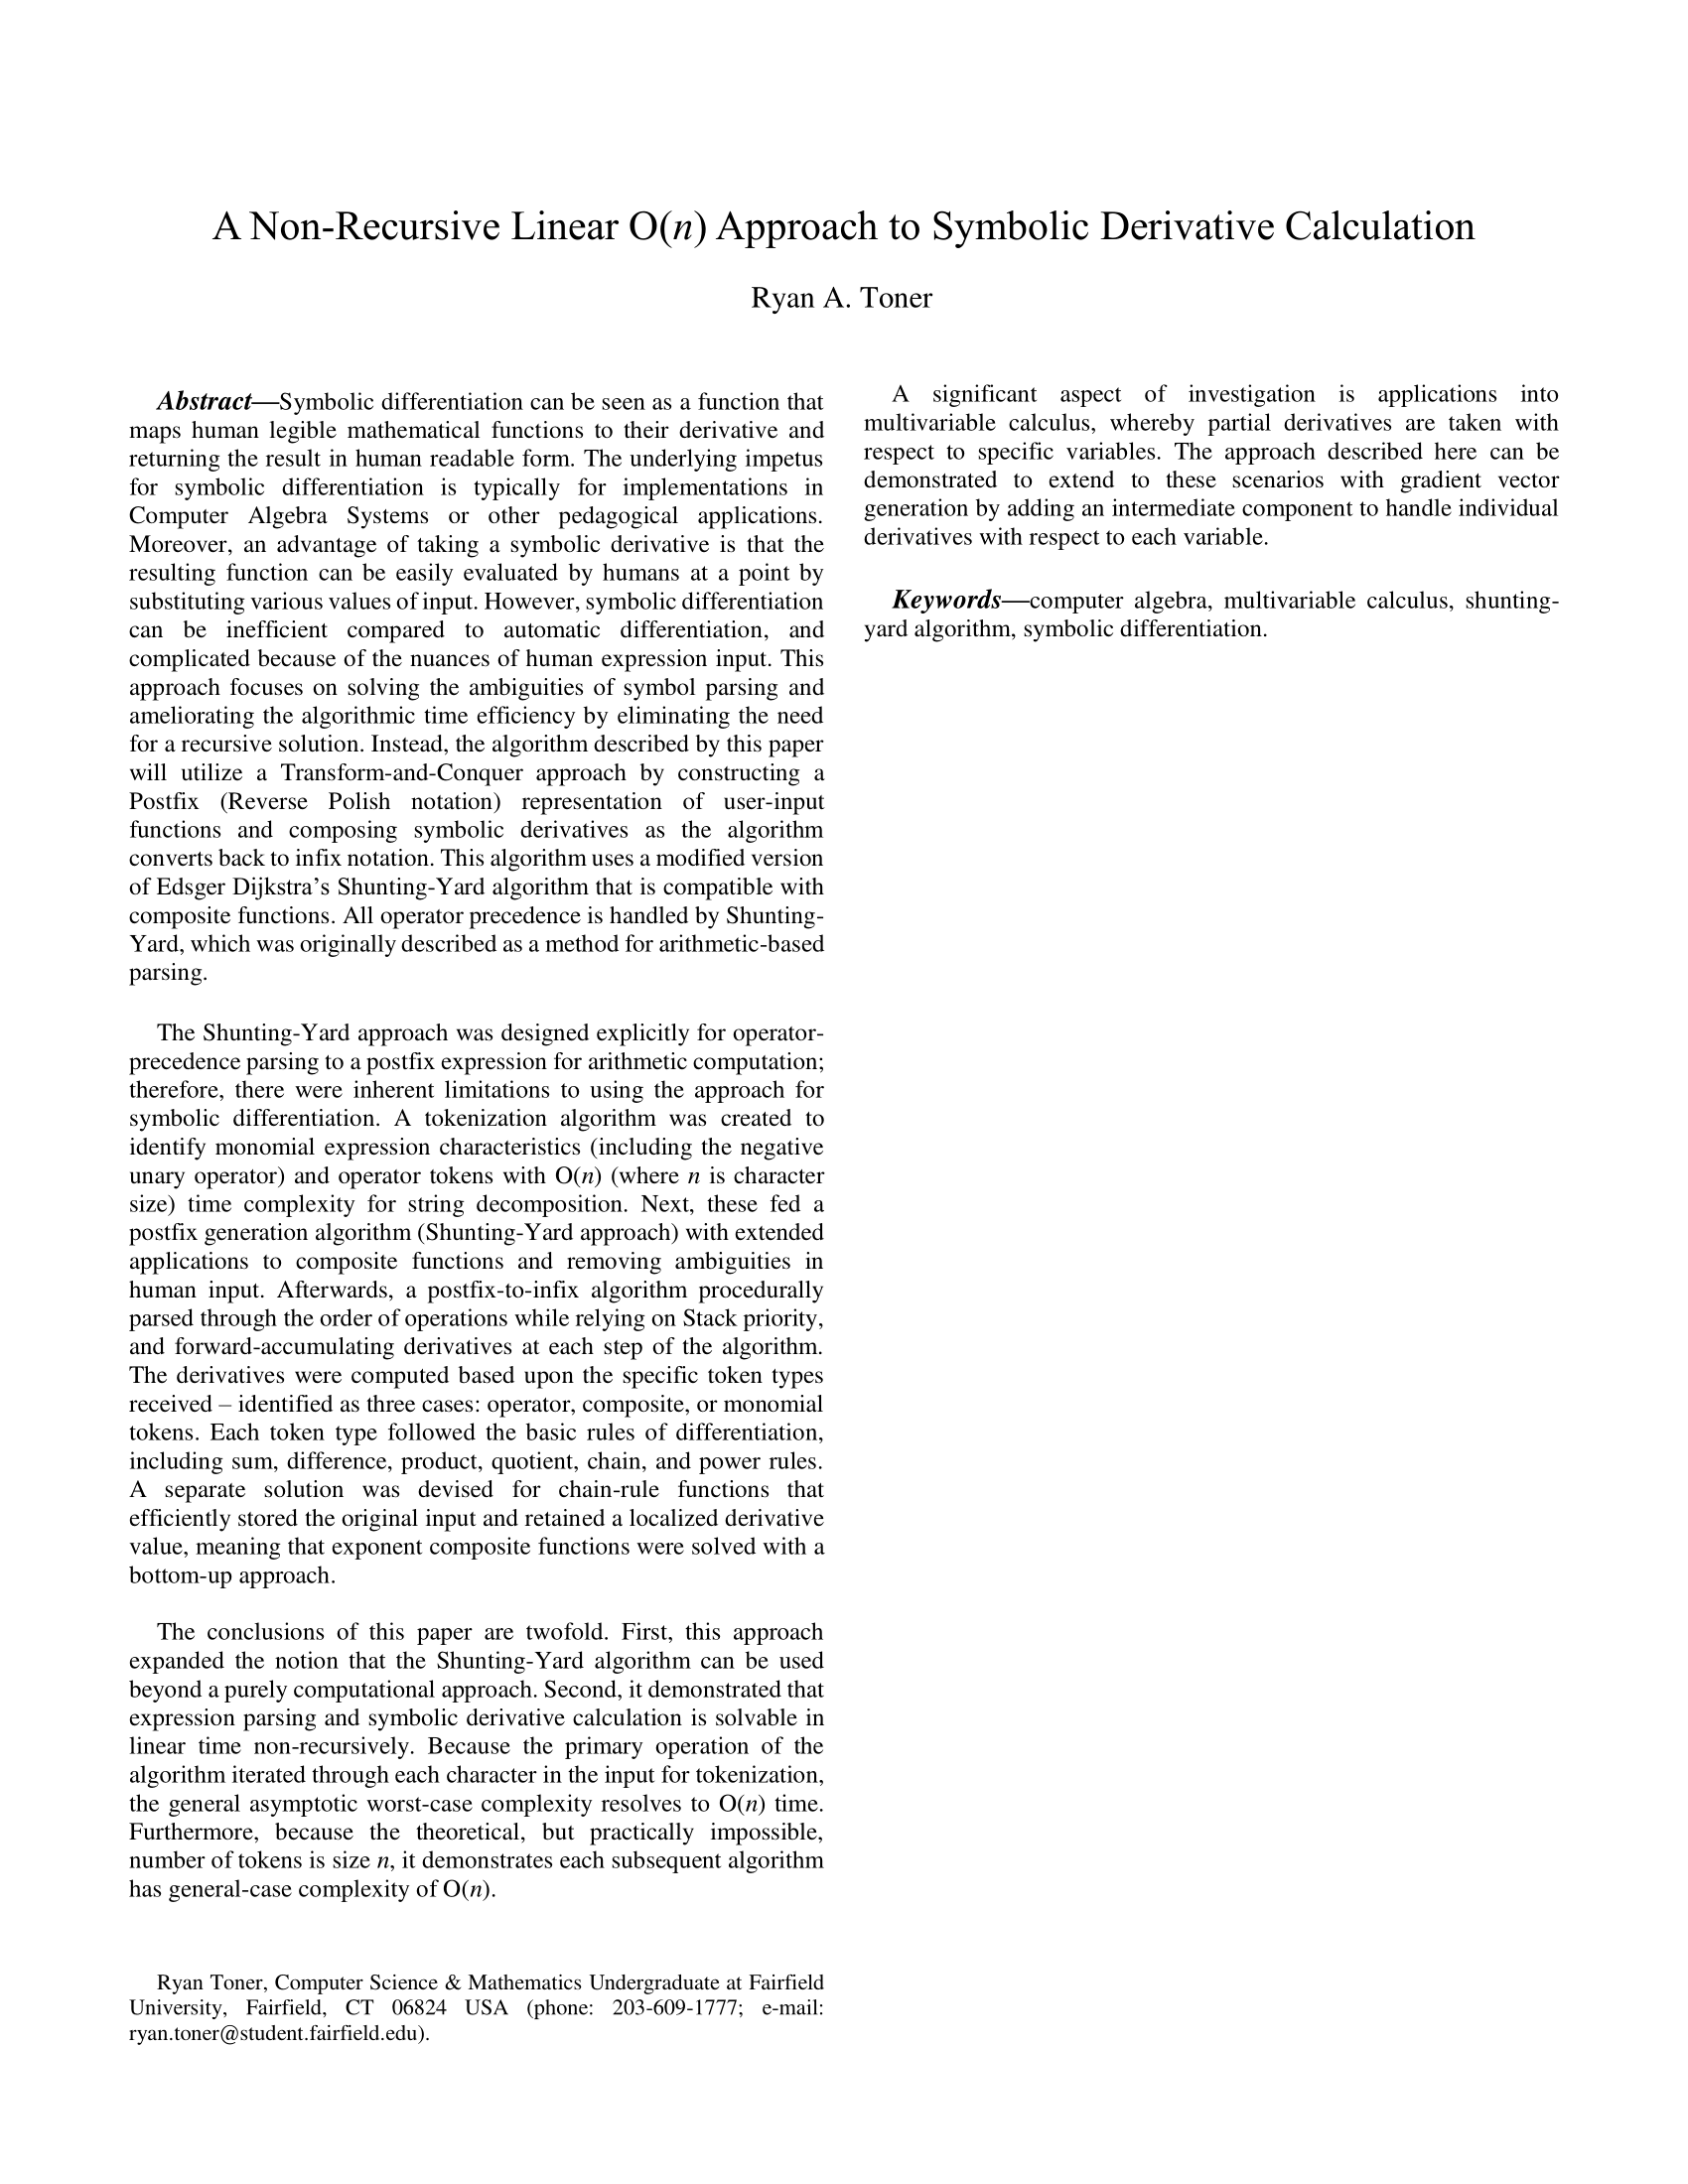 A Non-Recursive Linear O(n) Approach to Symbolic Derivative Calculation
Ryan A. Toner
Abstract—Symbolic differentiation can be seen as a function that
maps human legible mathematical functions to their derivative and
returning the result in human readable form. The underlying impetus
for symbolic differentiation is typically for implementations in
Computer Algebra Systems or other pedagogical applications.
Moreover, an advantage of taking a symbolic derivative is that the
resulting function can be easily evaluated by humans at a point by
substituting various values of input. However, symbolic differentiation
can be inefficient compared to automatic differentiation, and
complicated because of the nuances of human expression input. This
approach focuses on solving the ambiguities of symbol parsing and
ameliorating the algorithmic time efficiency by eliminating the need
for a recursive solution. Instead, the algorithm described by this paper
will utilize a Transform-and-Conquer approach by constructing a
Postfix (Reverse Polish notation) representation of user-input
functions and composing symbolic derivatives as the algorithm
converts back to infix notation. This algorithm uses a modified version
of Edsger Dijkstra’s Shunting-Yard algorithm that is compatible with
composite functions. All operator precedence is handled by Shunting-
Yard, which was originally described as a method for arithmetic-based
parsing.
The Shunting-Yard approach was designed explicitly for operator-
precedence parsing to a postfix expression for arithmetic computation;
therefore, there were inherent limitations to using the approach for
symbolic differentiation. A tokenization algorithm was created to
identify monomial expression characteristics (including the negative
unary operator) and operator tokens with O(n) (where n is character
size) time complexity for string decomposition. Next, these fed a
postfix generation algorithm (Shunting-Yard approach) with extended
applications to composite functions and removing ambiguities in
human input. Afterwards, a postfix-to-infix algorithm procedurally
parsed through the order of operations while relying on Stack priority,
and forward-accumulating derivatives at each step of the algorithm.
The derivatives were computed based upon the specific token types
received – identified as three cases: operator, composite, or monomial
tokens. Each token type followed the basic rules of differentiation,
including sum, difference, product, quotient, chain, and power rules.
A separate solution was devised for chain-rule functions that
efficiently stored the original input and retained a localized derivative
value, meaning that exponent composite functions were solved with a
bottom-up approach.
The conclusions of this paper are twofold. First, this approach
expanded the notion that the Shunting-Yard algorithm can be used
beyond a purely computational approach. Second, it demonstrated that
expression parsing and symbolic derivative calculation is solvable in
linear time non-recursively. Because the primary operation of the
algorithm iterated through each character in the input for tokenization,
the general asymptotic worst-case complexity resolves to O(n) time.
Furthermore, because the theoretical, but practically impossible,
number of tokens is size n, it demonstrates each subsequent algorithm
has general-case complexity of O(n).
Ryan Toner, Computer Science & Mathematics Undergraduate at Fairfield
University, Fairfield, CT 06824 USA (phone: 203-609-1777; e-mail:
ryan.toner@student.fairfield.edu).
A significant aspect of investigation is applications into
multivariable calculus, whereby partial derivatives are taken with
respect to specific variables. The approach described here can be
demonstrated to extend to these scenarios with gradient vector
generation by adding an intermediate component to handle individual
derivatives with respect to each variable.
Keywords—computer algebra, multivariable calculus, shunting-
yard algorithm, symbolic differentiation.